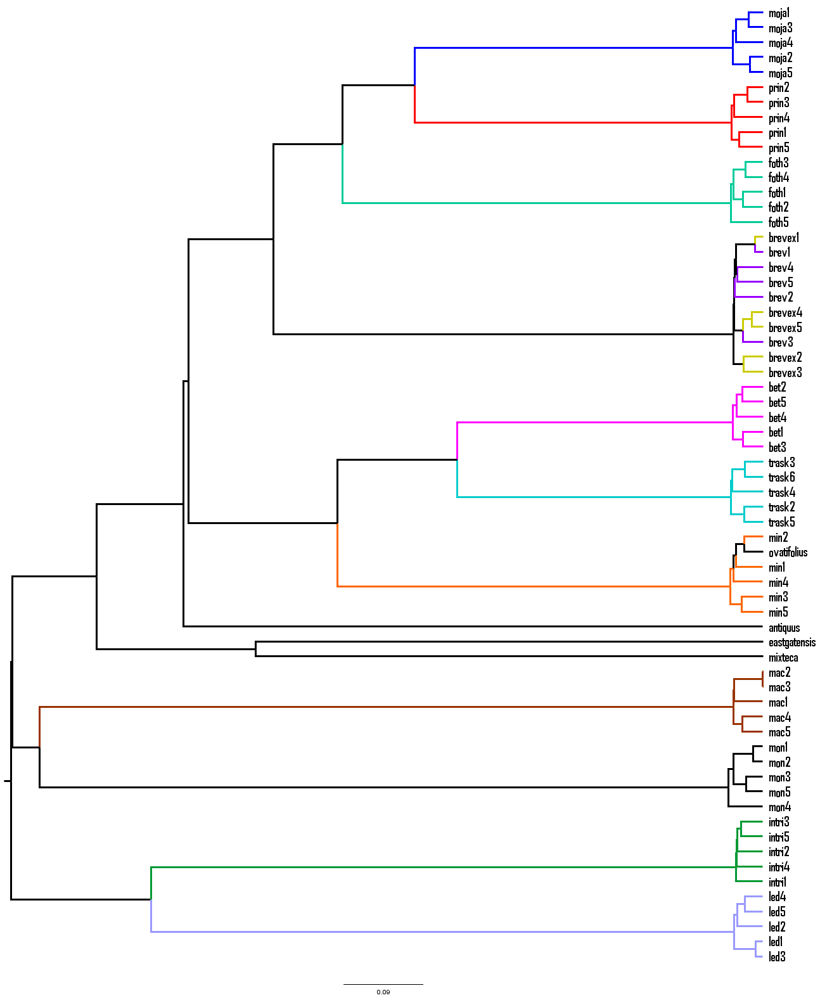 moja1
moja3
moja4
moja2
moja5
prin2
prin3
prin4
prin1
prin5
foth3
foth4
foth1
foth2
foth5
brevex1
brev1
brev4
brev5
brev2
brevex4
brevex5
brev3
brevex2
brevex3
bet2
bet5
bet4
bet1
bet3
trask3
trask6
trask4
trask2
trask5
min2
ovatifolius
min1
min4
min3
min5
antiquus
eastgatensis
mixteca
mac2
mac3
mac1
mac4
mac5
mon1
mon2
mon3
mon5
mon4
intri3
intri5
intri2
intri4
intri1
led4
led5
led2
led1
led3
0.09